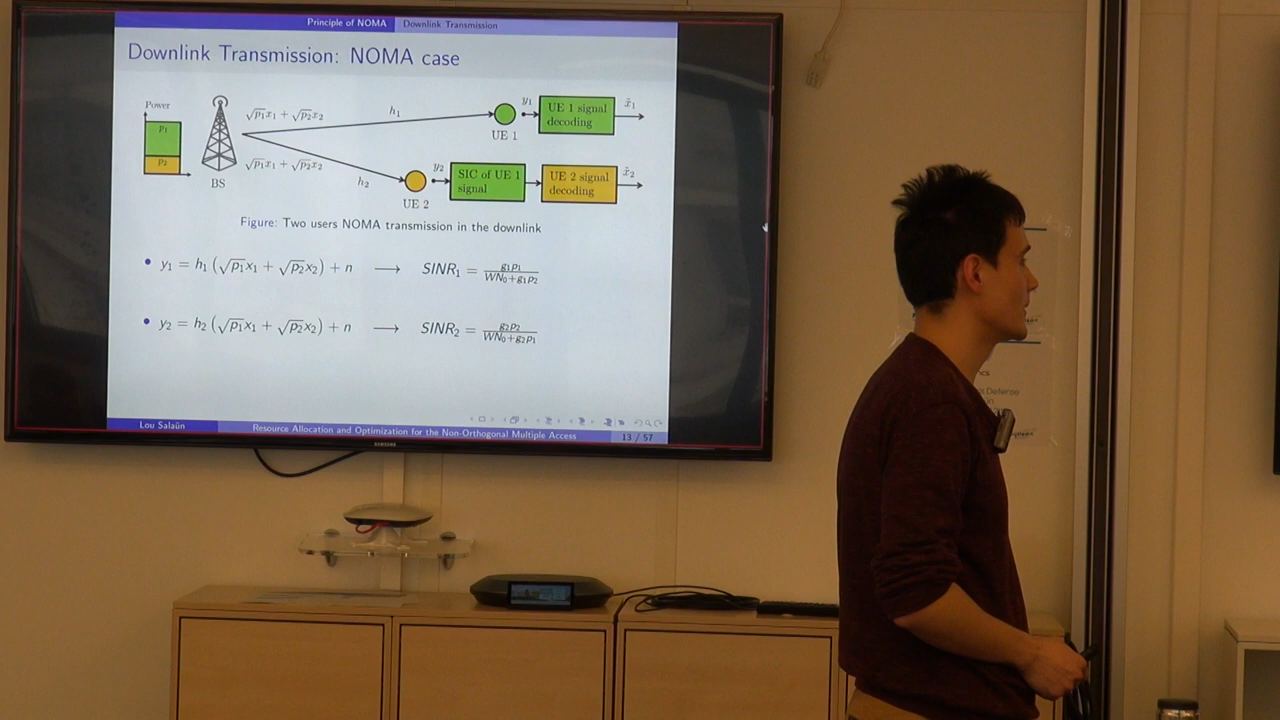 Principle of NOMA Downlink Transmission
Downlink Transmission: NOMA case
Power
p₁
p₂
BS
√p₁x₁ + √p₂x₂
√p₁x₁ + √p₂x₂
h₁
h₂
UE 1
UE 2
y₁
y₂
UE 1 signal
decoding
SIC of UE 1
signal
UE 2 signal
decoding
x̃₁
x̃₂
Figure: Two users NOMA transmission in the downlink
• y₁ = h₁ (√p₁x₁ + √p₂x₂) + n ⟶ SINR₁ = g₁p₁ / WN₀+g₁p₂
• y₂ = h₂ (√p₁x₁ + √p₂x₂) + n ⟶ SINR₂ = g₂p₂ / WN₀+g₂p₁
Lou Salaün Resource Allocation and Optimization for the Non-Orthogonal Multiple Access 13 / 57
SAMSUNG
Defense